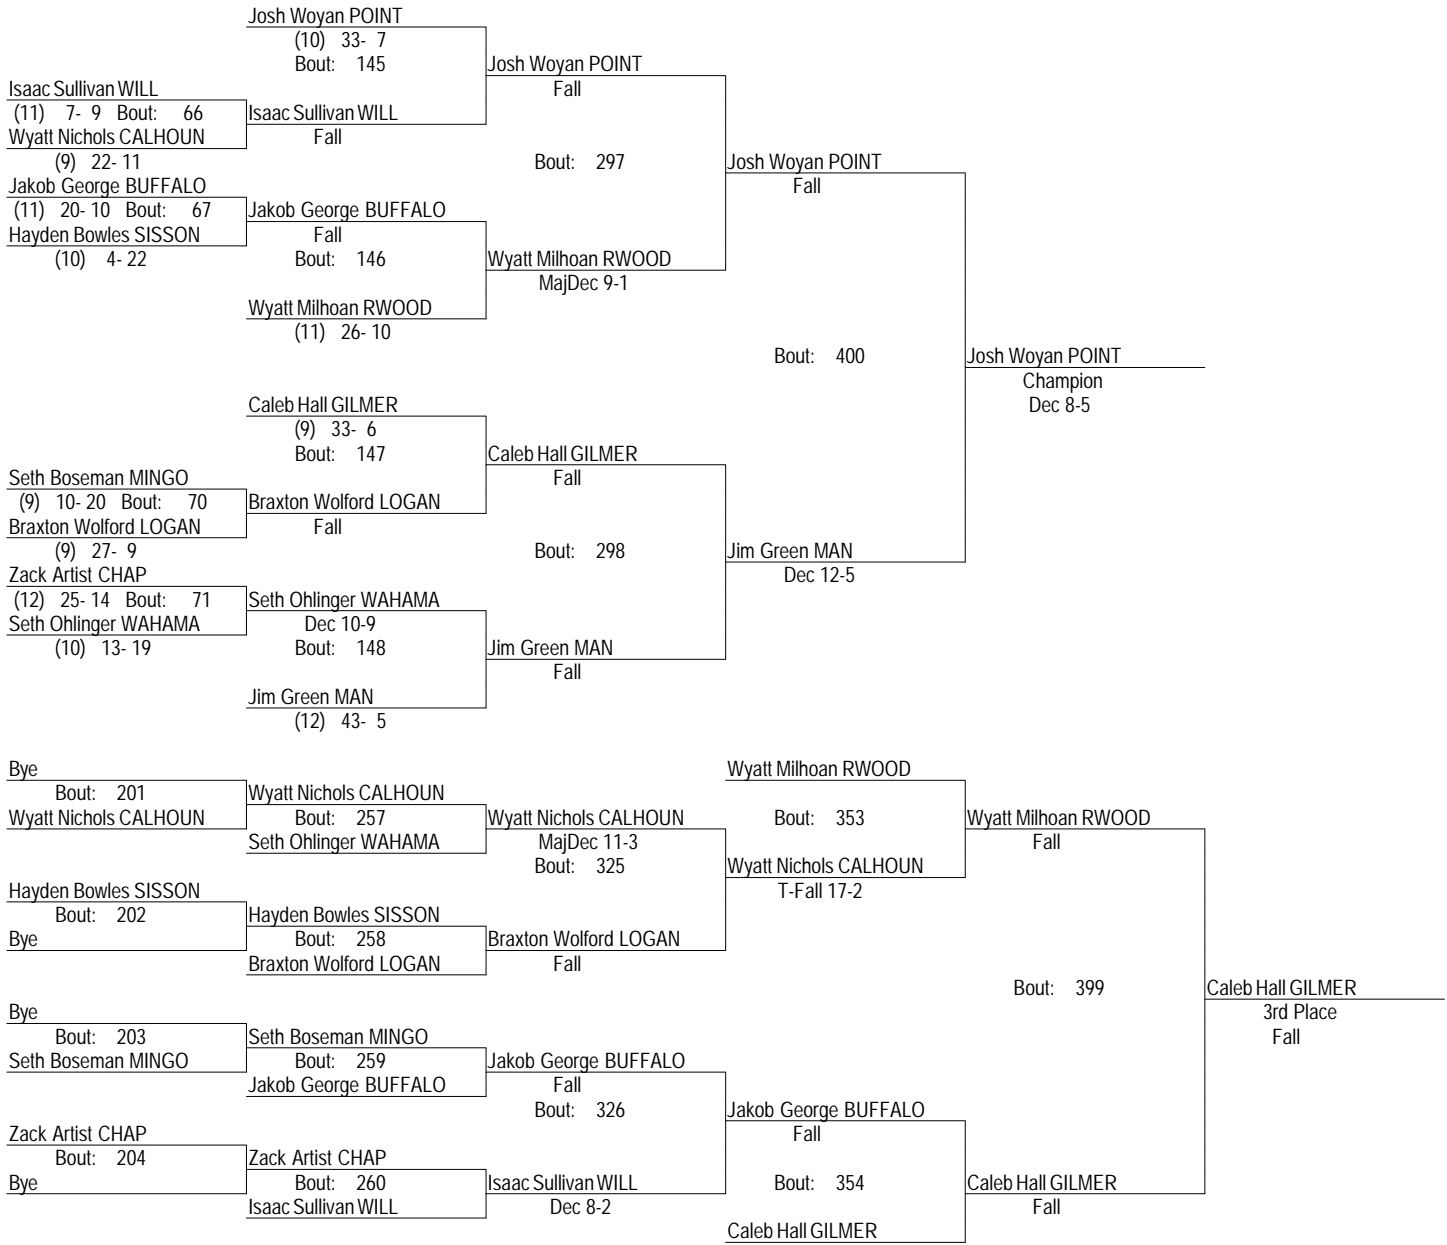 Josh Woyan POINT
(10) 33- 7
Bout: 145
Josh Woyan POINT
Fall
Isaac Sullivan WILL
(11) 7- 9 Bout: 66
Isaac Sullivan WILL
Fall
Wyatt Nichols CALHOUN
(9) 22- 11
Bout: 297
Josh Woyan POINT
Fall
Jakob George BUFFALO
(11) 20- 10 Bout: 67
Jakob George BUFFALO
Fall
Hayden Bowles SISSON
(10) 4- 22
Bout: 146
Wyatt Milhoan RWOOD
MajDec 9-1
Wyatt Milhoan RWOOD
(11) 26- 10
Bout: 400
Josh Woyan POINT
Champion
Dec 8-5
Caleb Hall GILMER
(9) 33- 6
Bout: 147
Caleb Hall GILMER
Fall
Seth Boseman MINGO
(9) 10- 20 Bout: 70
Braxton Wolford LOGAN
Fall
Braxton Wolford LOGAN
(9) 27- 9
Bout: 298
Jim Green MAN
Dec 12-5
Zack Artist CHAP
(12) 25- 14 Bout: 71
Seth Ohlinger WAHAMA
Dec 10-9
Seth Ohlinger WAHAMA
(10) 13- 19
Bout: 148
Jim Green MAN
Fall
Jim Green MAN
(12) 43- 5
Bye
Bout: 201
Wyatt Nichols CALHOUN
Wyatt Nichols CALHOUN
Bout: 257
Seth Ohlinger WAHAMA
Wyatt Nichols CALHOUN
MajDec 11-3
Bout: 325
Wyatt Milhoan RWOOD
Bout: 353
Wyatt Nichols CALHOUN
T-Fall 17-2
Wyatt Milhoan RWOOD
Fall
Hayden Bowles SISSON
Bout: 202
Bye
Hayden Bowles SISSON
Bout: 258
Braxton Wolford LOGAN
Braxton Wolford LOGAN
Fall
Bout: 399
Caleb Hall GILMER
3rd Place
Fall
Bye
Bout: 203
Seth Boseman MINGO
Seth Boseman MINGO
Bout: 259
Jakob George BUFFALO
Jakob George BUFFALO
Fall
Bout: 326
Jakob George BUFFALO
Fall
Zack Artist CHAP
Bout: 204
Bye
Zack Artist CHAP
Bout: 260
Isaac Sullivan WILL
Isaac Sullivan WILL
Dec 8-2
Bout: 354
Caleb Hall GILMER
Caleb Hall GILMER
Fall